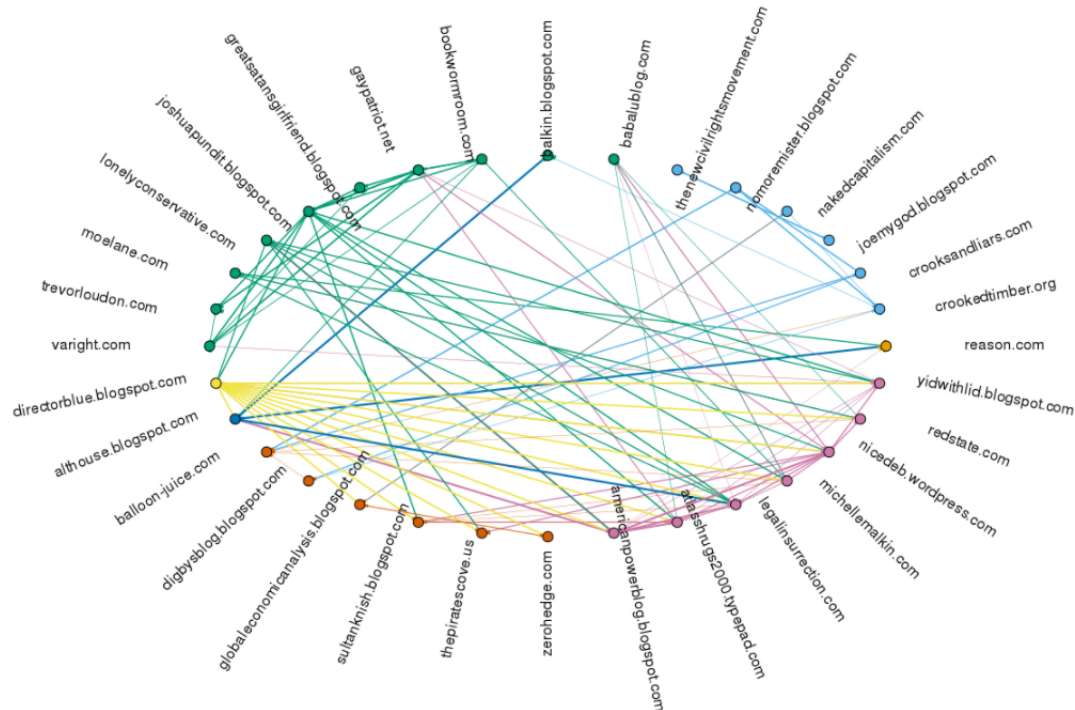 bookwormroom.com
balkin.blogspot.com
babalublog.com
thenewcivilrightsmovement.com
nomoremister.blogspot.com
nakedcapitalism.com
joemygod.blogspot.com
crooksandliars.com
crookedtimber.org
reason.com
yidwithlid.blogspot.com
redstate.com
nicedeb.wordpress.com
michellemalkin.com
legalinsurrection.com
atlasshrugs2000.typepad.com
americanpowerblog.blogspot.com
zerohedge.com
thepiratescove.us
sultanknish.blogspot.com
globaleconomicanalysis.blogspot.com
digbysblog.blogspot.com
balloon-juice.com
althouse.blogspot.com
directorblue.blogspot.com
varight.com
trevorloudon.com
moelane.com
lonelyconservative.com
joshuapundit.blogspot.com
greatsatansgirlfriend.blogspot.com
gaypatriot.net